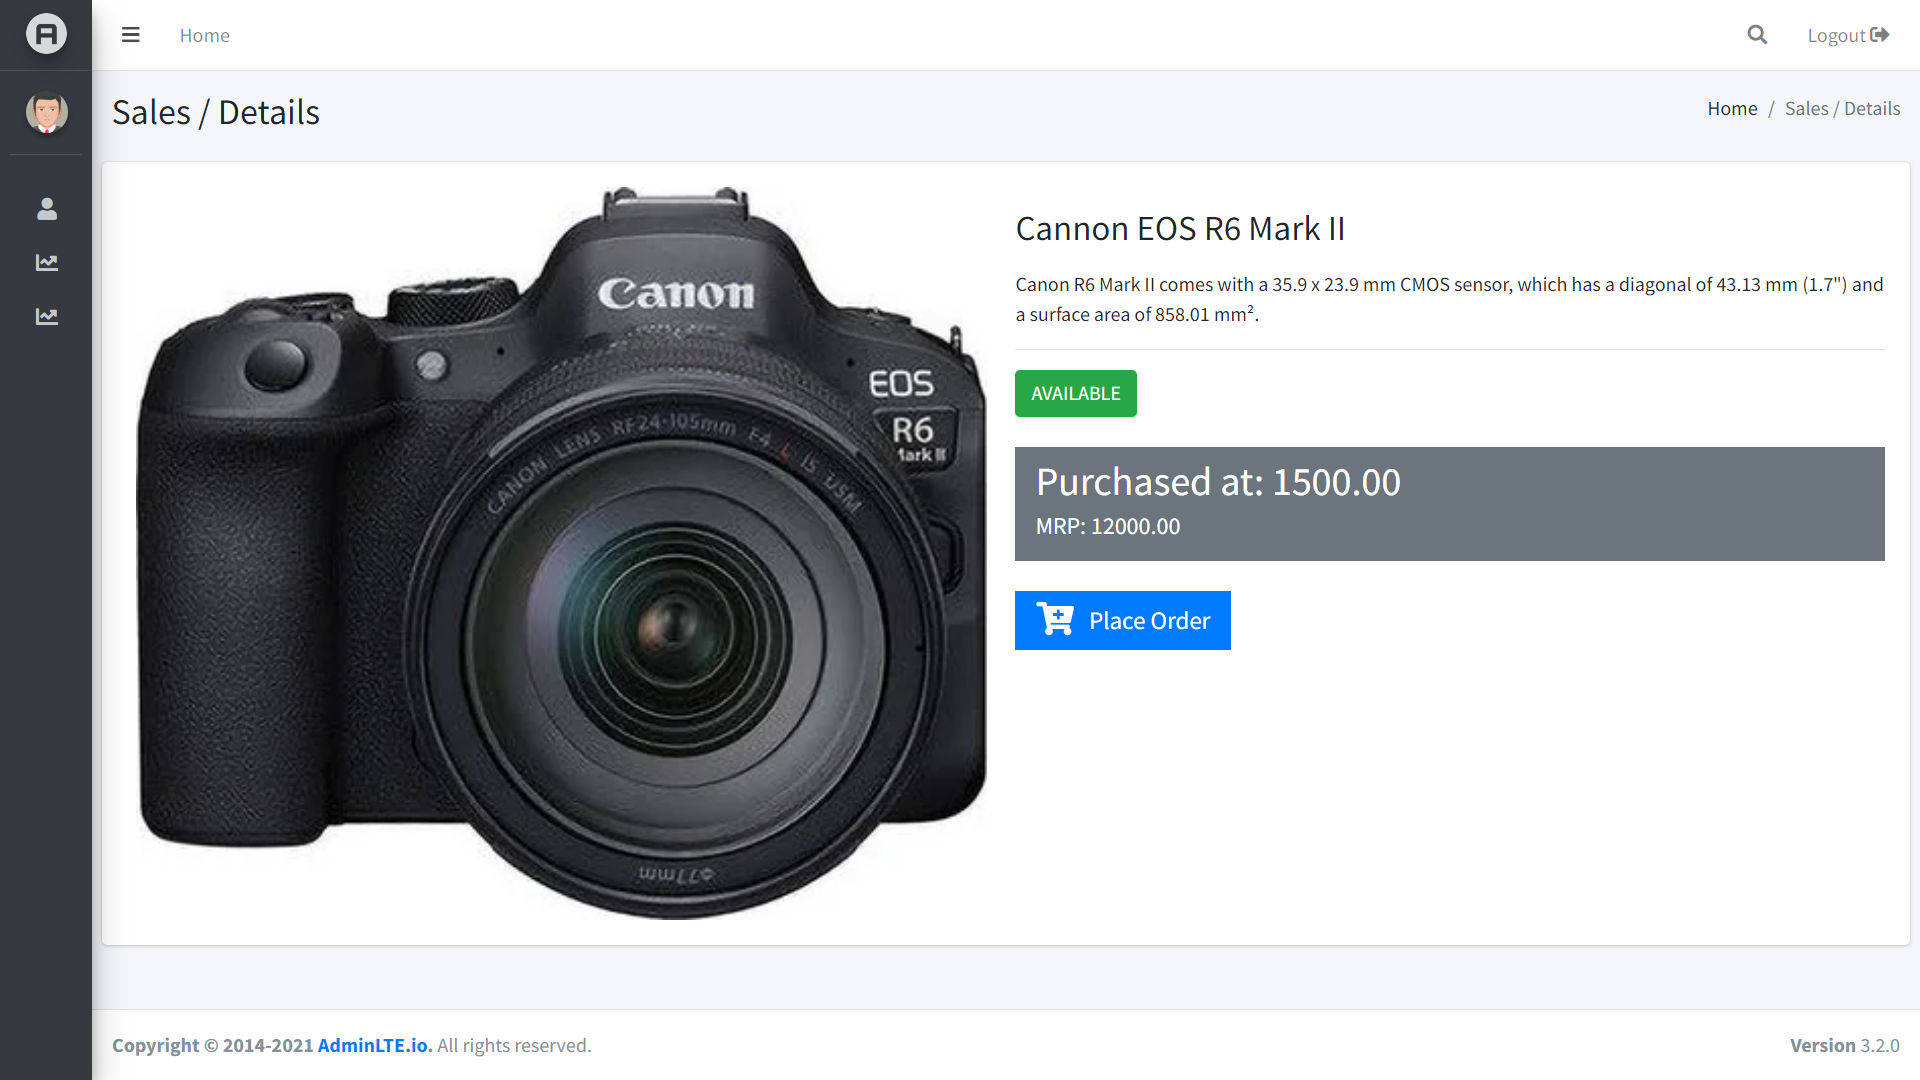 Home
Logout
Sales / Details
Home / Sales / Details
Canon
EOS
R6
Mark II
CANON LENS RF24-105mm F4 L IS USM
ø77mm
Cannon EOS R6 Mark II
Canon R6 Mark II comes with a 35.9 x 23.9 mm CMOS sensor, which has a diagonal of 43.13 mm (1.7") and
a surface area of 858.01 mm².
AVAILABLE
Purchased at: 1500.00
MRP: 12000.00
Place Order
Copyright © 2014-2021 AdminLTE.io. All rights reserved.
Version 3.2.0